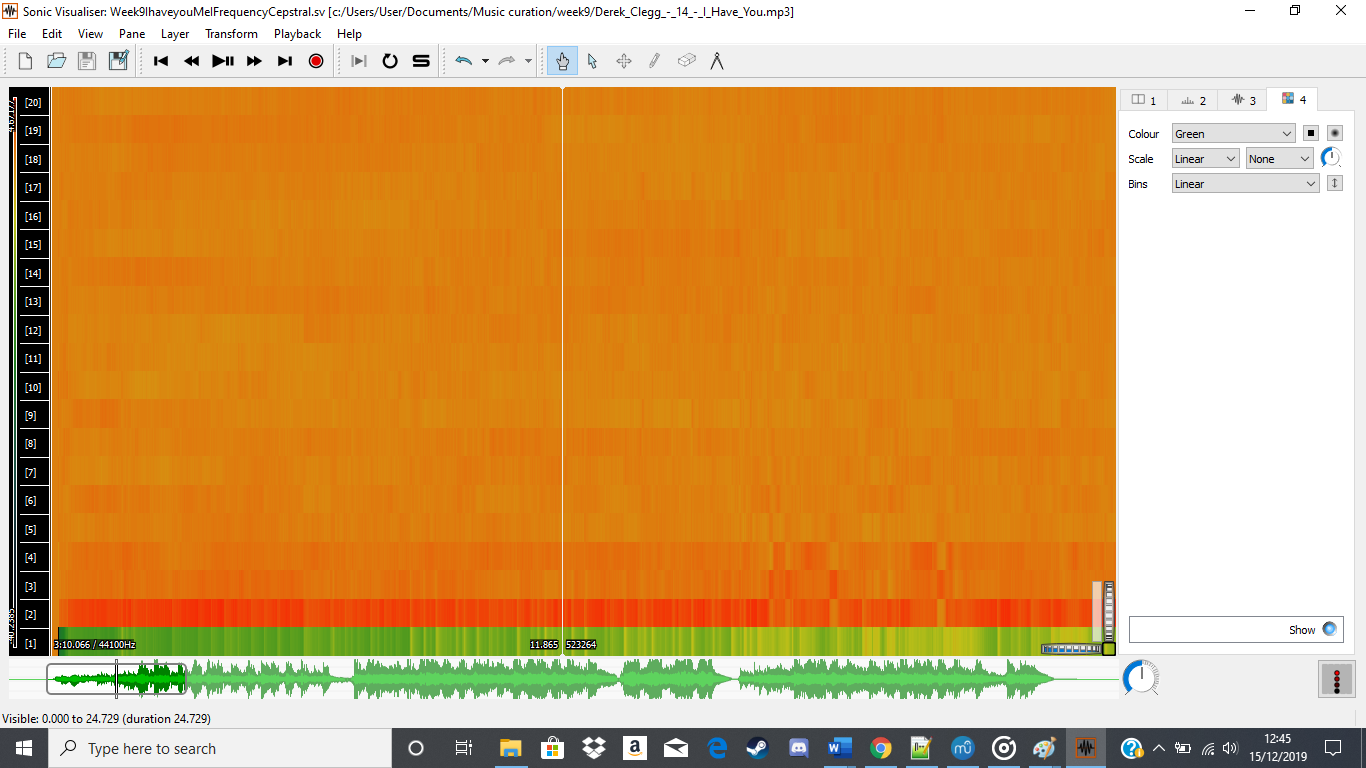 Sonic Visualiser: Week9IhaveyouMelFrequencyCepstral.sv [c:/Users/User/Documents/Music curation/week9/Derek_Clegg_-_14_-_I_Have_You.mp3]
File Edit View Pane Layer Transform Playback Help
1 2 3 4
[20]
[19]
[18]
[17]
[16]
[15]
[14]
[13]
[12]
[11]
[10]
[9]
[8]
[7]
[6]
[5]
[4]
[3]
[2]
[1]
3:10.066 / 44100Hz
11.865 523264
Colour Green
Scale Linear None
Bins Linear
Show
Visible: 0.000 to 24.729 (duration 24.729)
Type here to search
12:45
15/12/2019